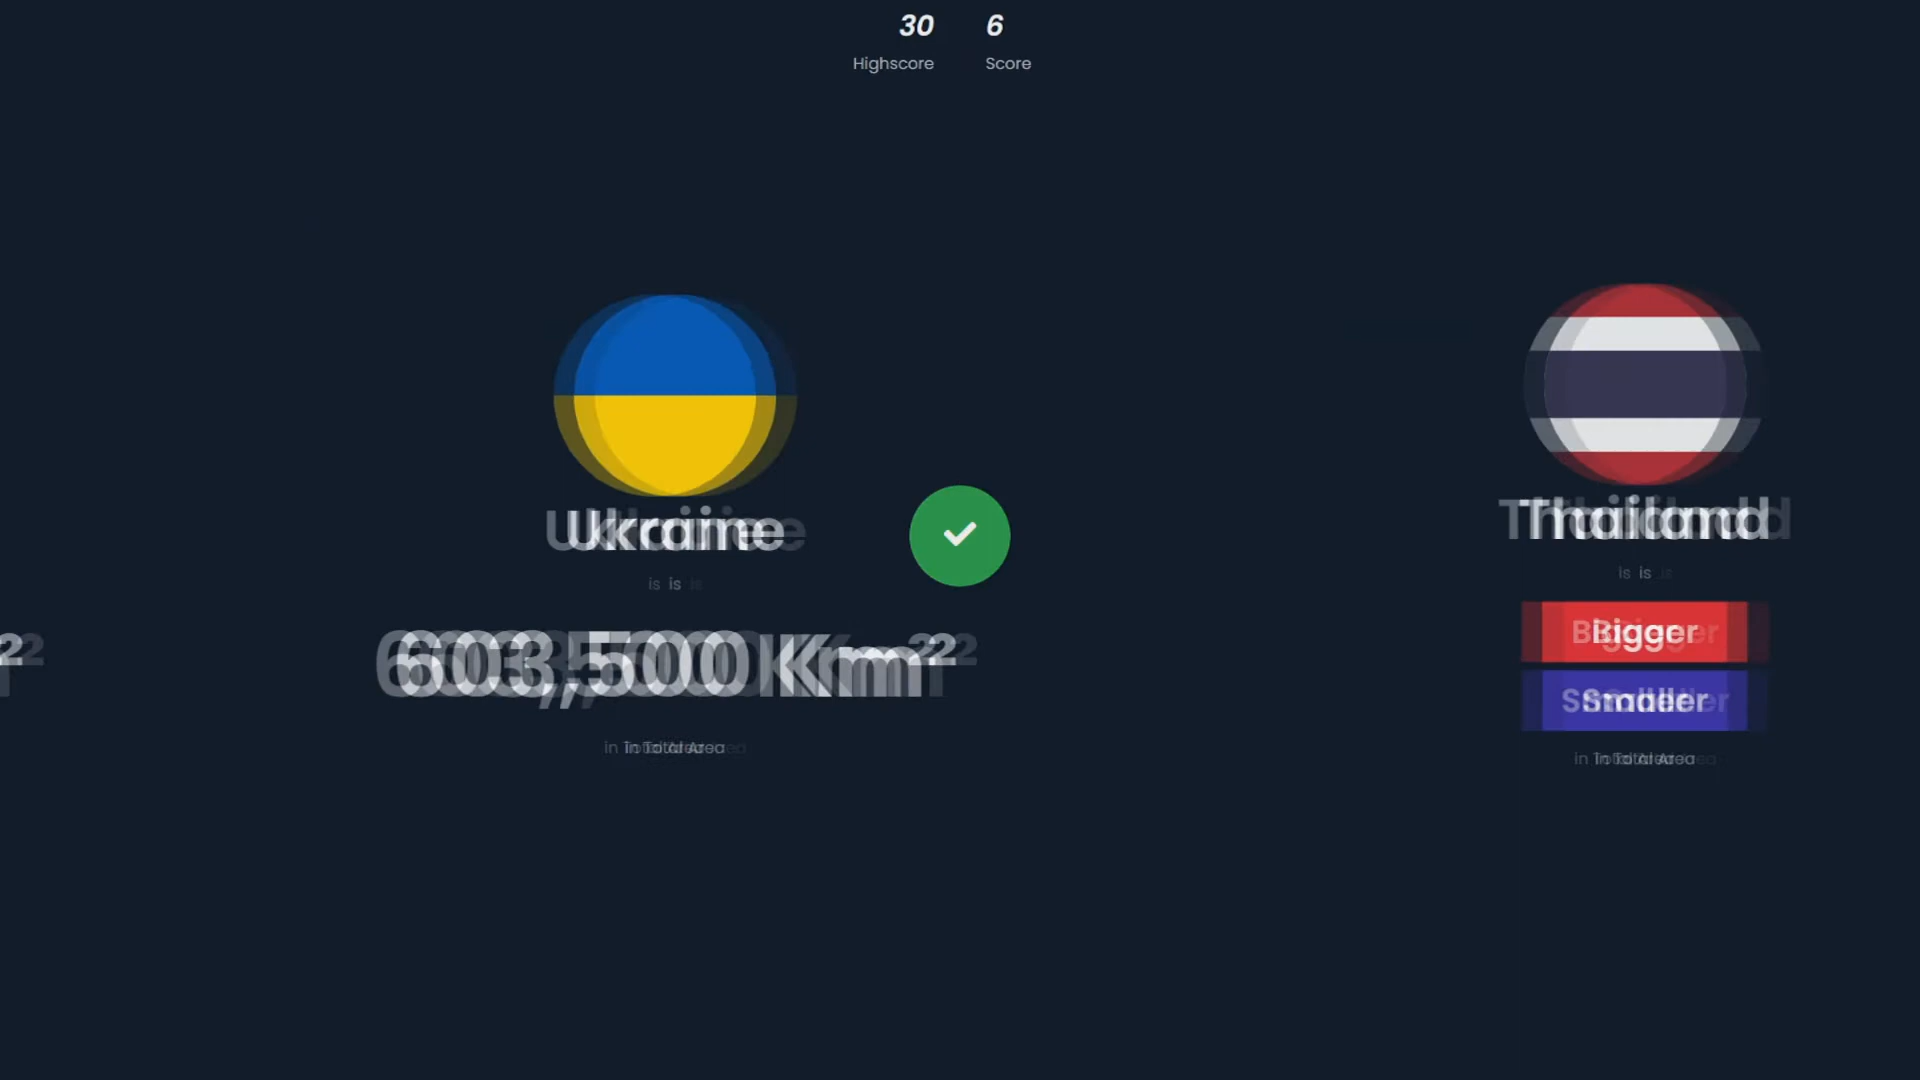 30
Highscore
6
Score
Ukraine
is
603,500 Km²
in Total Area
Thailand
is
Bigger
Smaller
in Total Area